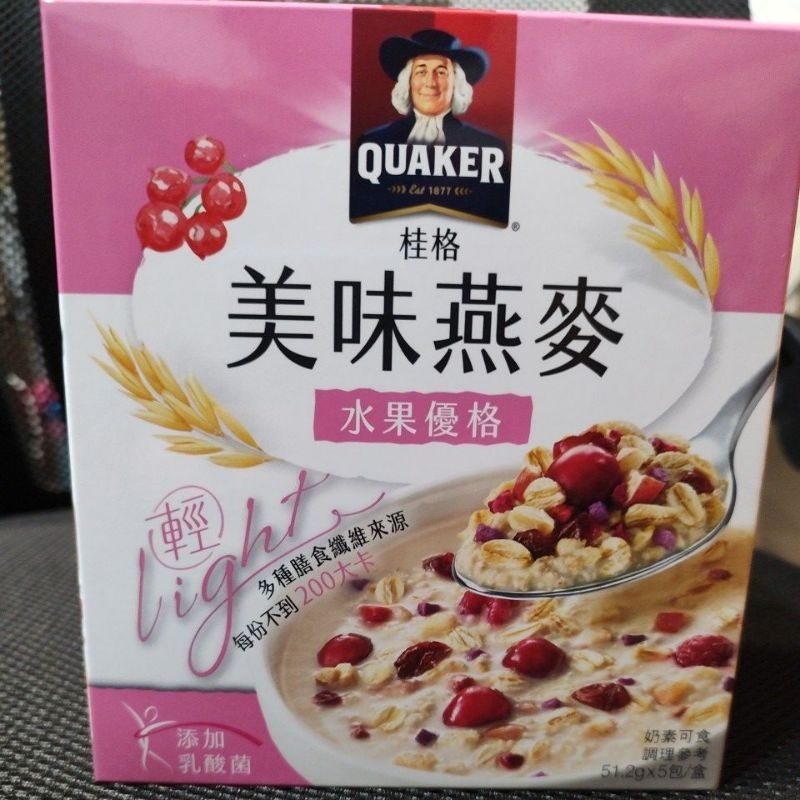 QUAKER
Est 1877
®
桂格
美味燕麥
水果優格
輕
light
多種膳食纖維來源
每份不到200大卡
添加
乳酸菌
奶素可食
調理參考
51.2gx5包/盒